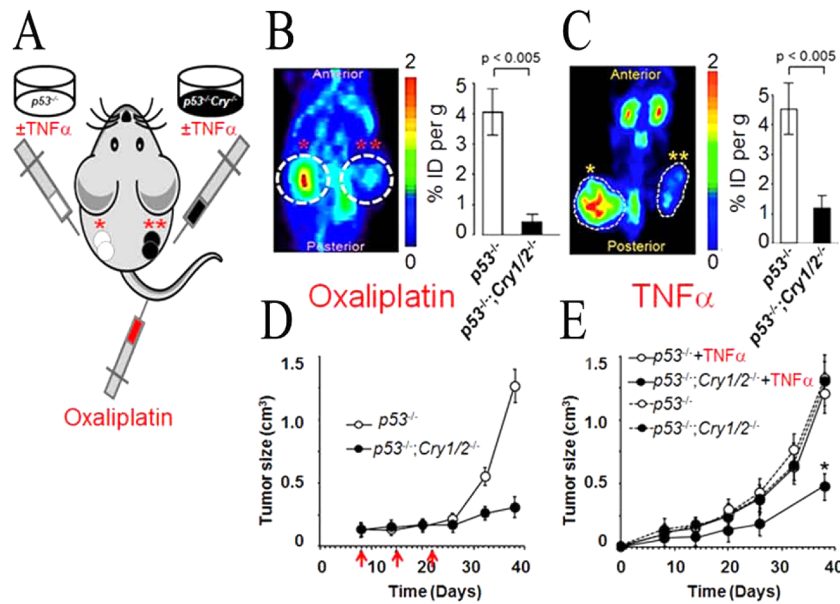 A
p53-/-
±TNFα
p53-/-Cry-/-
±TNFα
*
**
Oxaliplatin
B
Anterior
*
**
Posterior
2
0
Oxaliplatin
p < 0.005
% ID per g
5
4
3
2
1
0
p53-/-
p53-/-;Cry1/2-/-
C
Anterior
*
**
Posterior
2
0
TNFα
p < 0.005
% ID per g
5
4
3
2
1
0
p53-/-
p53-/-;Cry1/2-/-
D
Tumor size (cm³)
1.5
1.0
0.5
0
p53-/-
p53-/-;Cry1/2-/-
0 10 20 30 40
Time (Days)
E
Tumor size (cm³)
1.5
1.0
0.5
0
p53-/-+TNFα
p53-/-;Cry1/2-/-+TNFα
p53-/-
p53-/-;Cry1/2-/-
*
0 10 20 30 40
Time (Days)